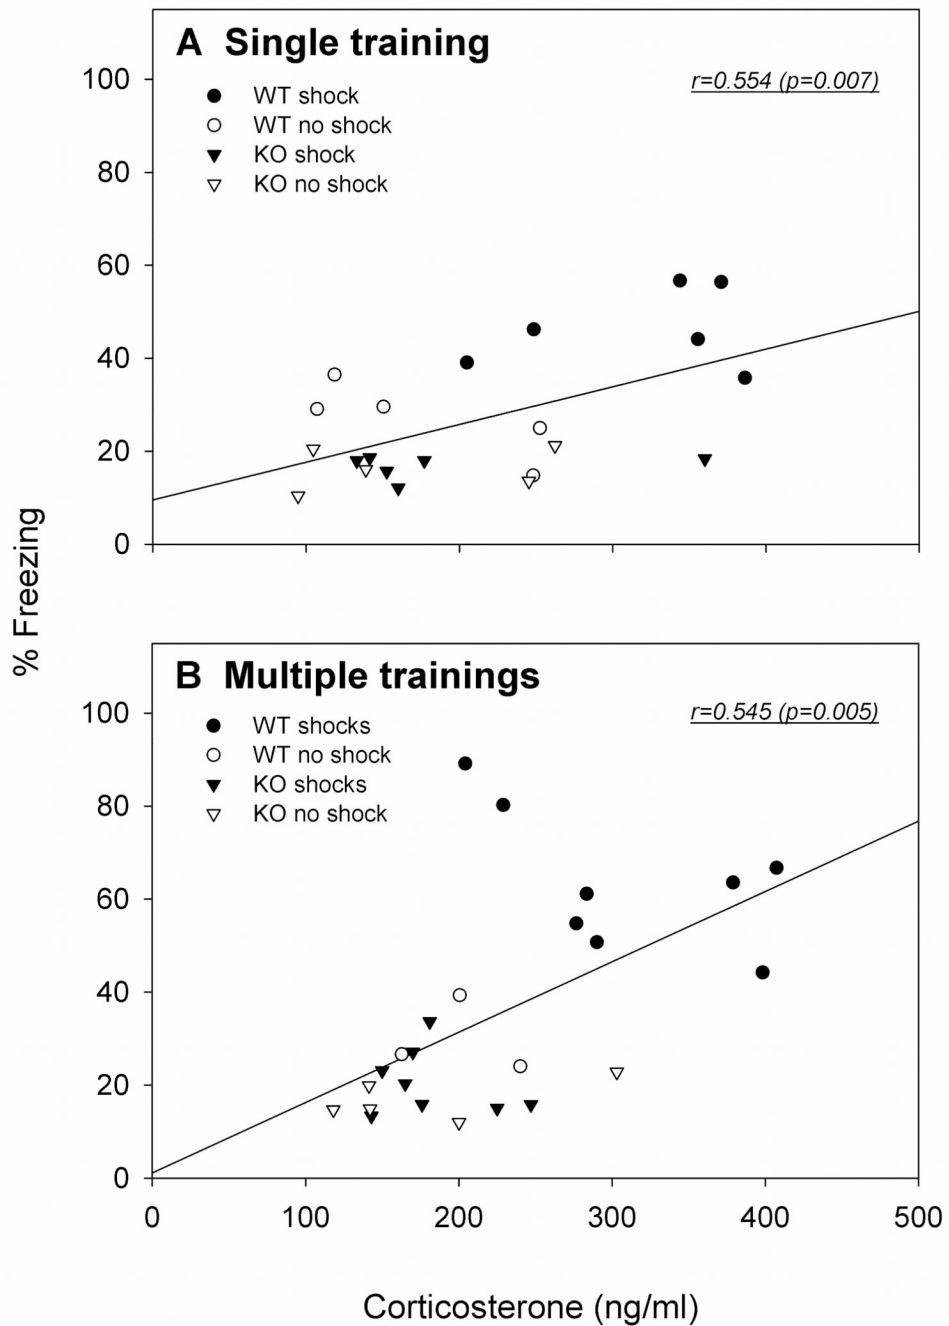 A Single training
r=0.554 (p=0.007)
WT shock
WT no shock
KO shock
KO no shock
100
80
60
40
20
0
% Freezing
B Multiple trainings
r=0.545 (p=0.005)
WT shocks
WT no shock
KO shocks
KO no shock
100
80
60
40
20
0
0 100 200 300 400 500
Corticosterone (ng/ml)